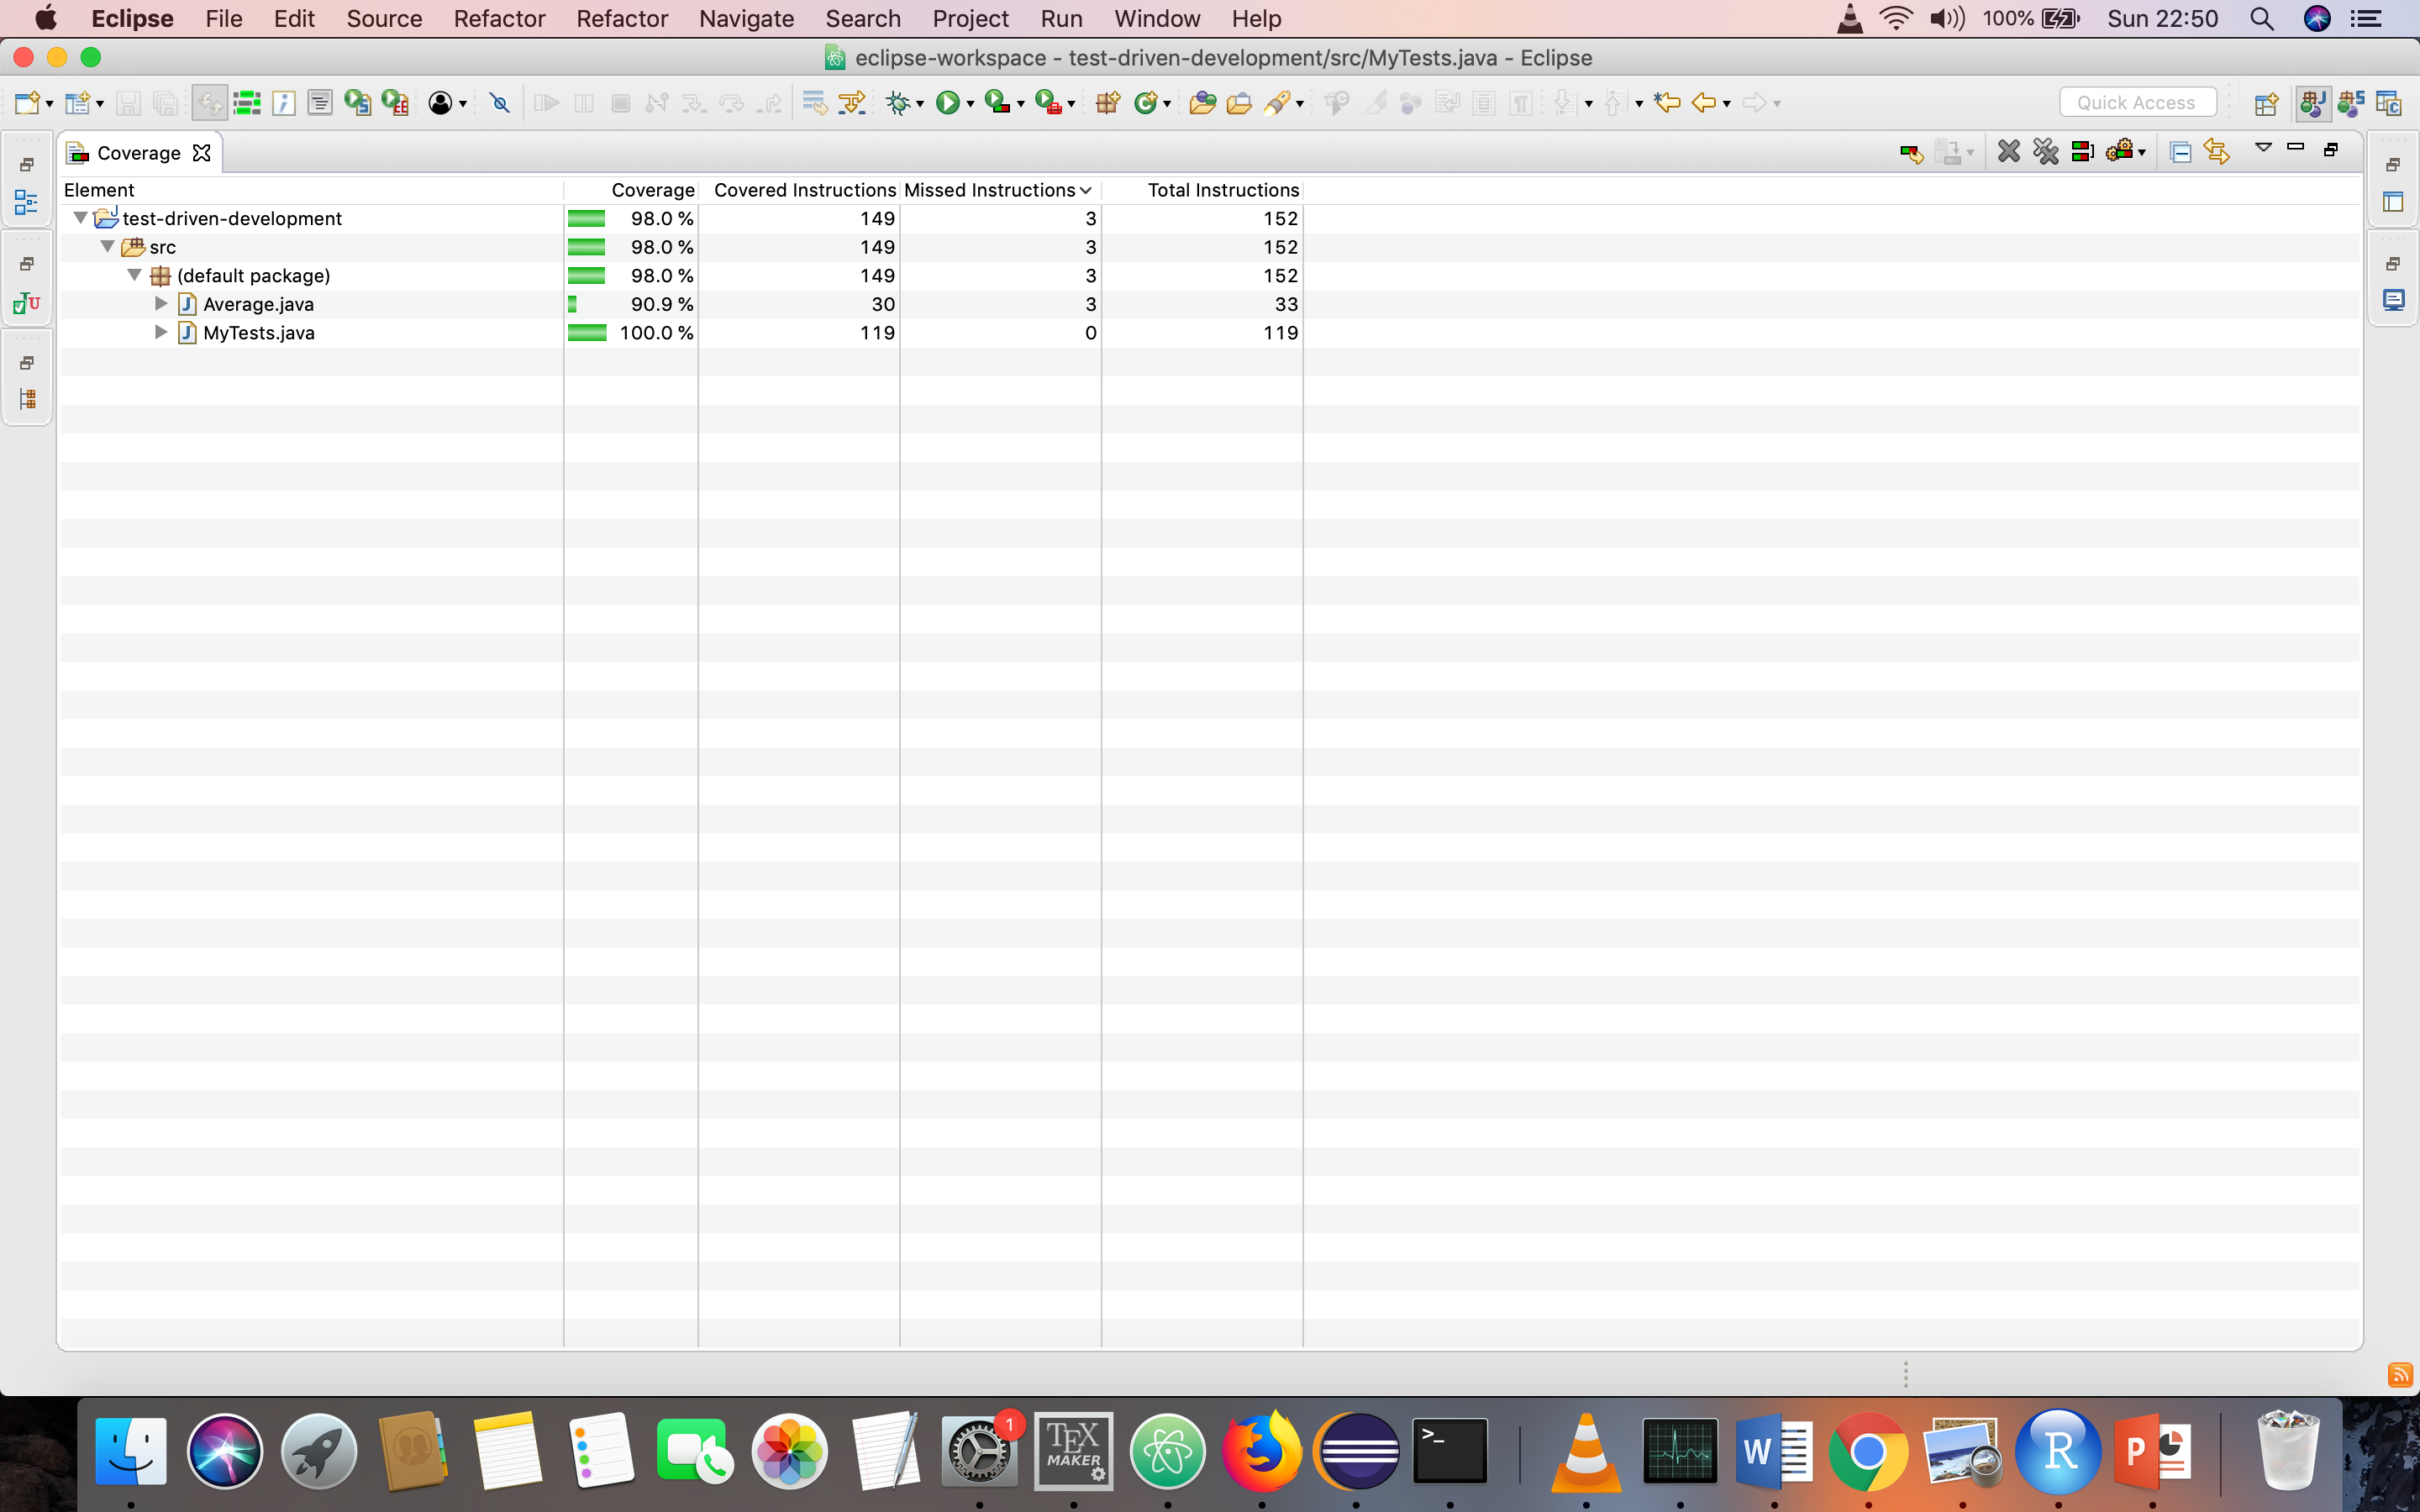 Eclipse File Edit Source Refactor Refactor Navigate Search Project Run Window Help 100% Sun 22:50
eclipse-workspace - test-driven-development/src/MyTests.java - Eclipse
Quick Access
Coverage
Element Coverage Covered Instructions Missed Instructions Total Instructions
test-driven-development 98.0 % 149 3 152
src 98.0 % 149 3 152
(default package) 98.0 % 149 3 152
Average.java 90.9 % 30 3 33
MyTests.java 100.0 % 119 0 119
1
TEX
MAKER
>_
W
R
P